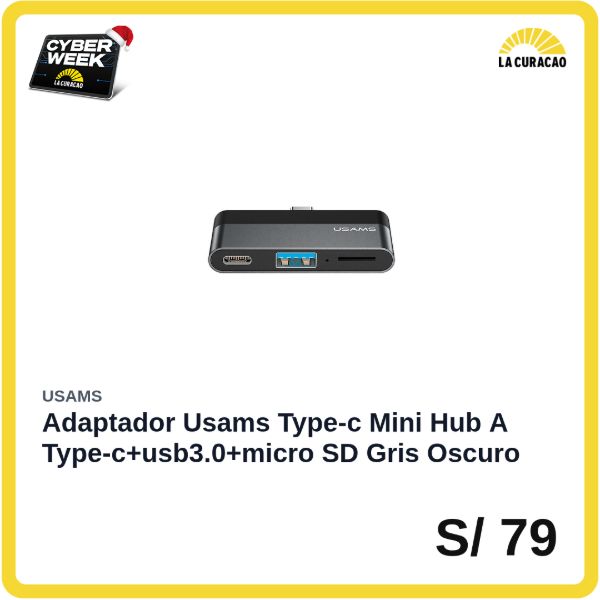 CYBER
WEEK
LA CURACAO
LA CURACAO
USAMS
USAMS
Adaptador Usams Type-c Mini Hub A
Type-c+usb3.0+micro SD Gris Oscuro
S/ 79